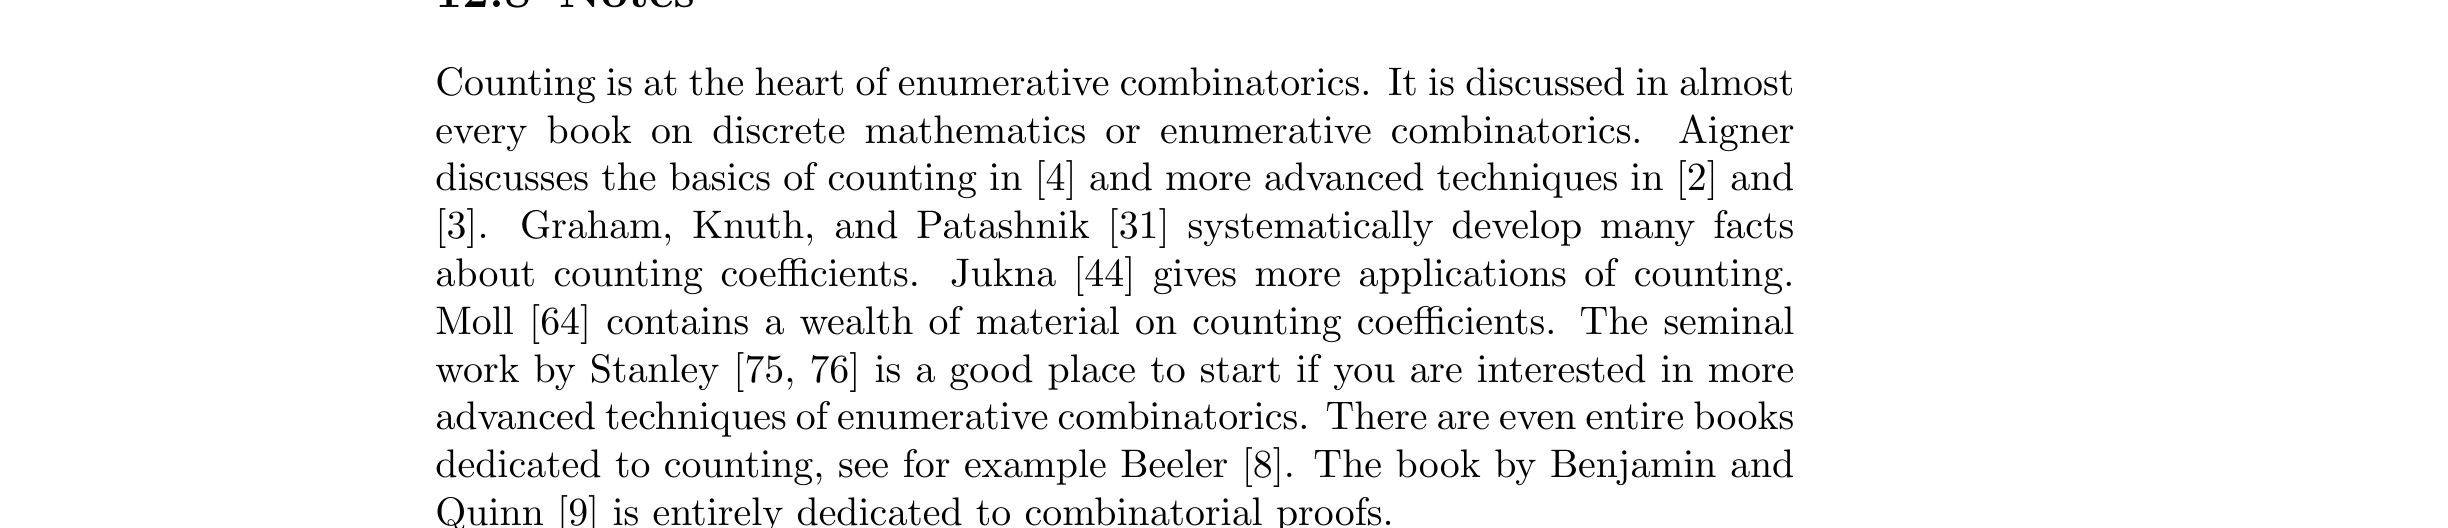 12.8 Notes
Counting is at the heart of enumerative combinatorics. It is discussed in almost
every book on discrete mathematics or enumerative combinatorics. Aigner
discusses the basics of counting in [4] and more advanced techniques in [2] and
[3]. Graham, Knuth, and Patashnik [31] systematically develop many facts
about counting coefficients. Jukna [44] gives more applications of counting.
Moll [64] contains a wealth of material on counting coefficients. The seminal
work by Stanley [75, 76] is a good place to start if you are interested in more
advanced techniques of enumerative combinatorics. There are even entire books
dedicated to counting, see for example Beeler [8]. The book by Benjamin and
Quinn [9] is entirely dedicated to combinatorial proofs.